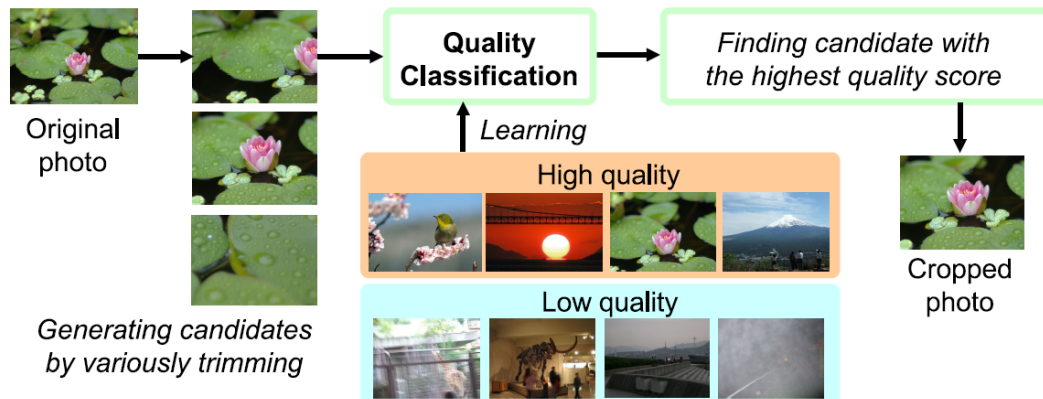 Original
photo
Generating candidates
by variously trimming
Quality
Classification
Learning
High quality
Low quality
Finding candidate with
the highest quality score
Cropped
photo